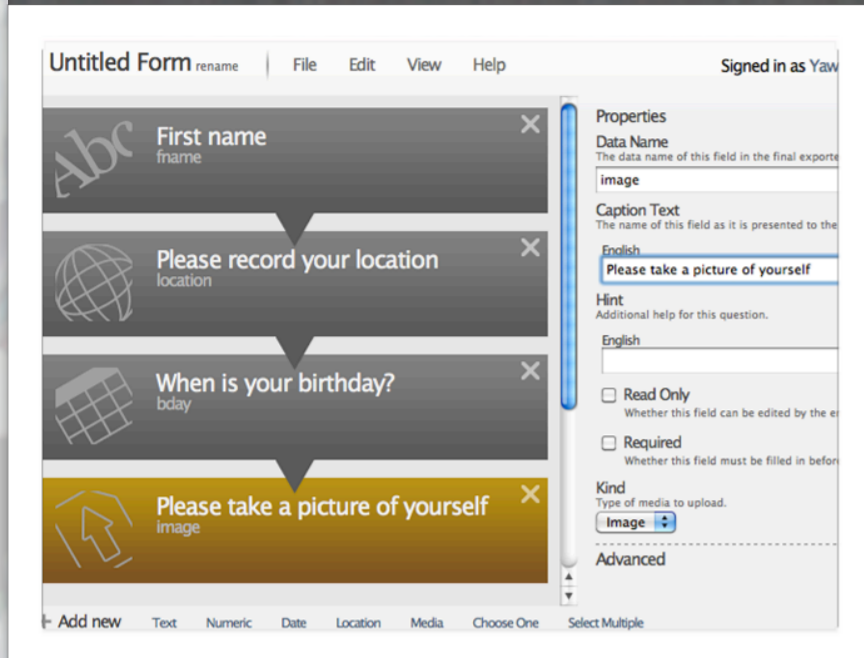 Untitled Form rename File Edit View Help Signed in as Yaw
Abc
First name
fname
Please record your location
location
When is your birthday?
bday
Please take a picture of yourself
image
Properties
Data Name
The data name of this field in the final exporte
image
Caption Text
The name of this field as it is presented to the
English
Please take a picture of yourself
Hint
Additional help for this question.
English
Read Only
Whether this field can be edited by the e
Required
Whether this field must be filled in befor
Kind
Type of media to upload.
Image
Advanced
+ Add new Text Numeric Date Location Media Choose One Select Multiple